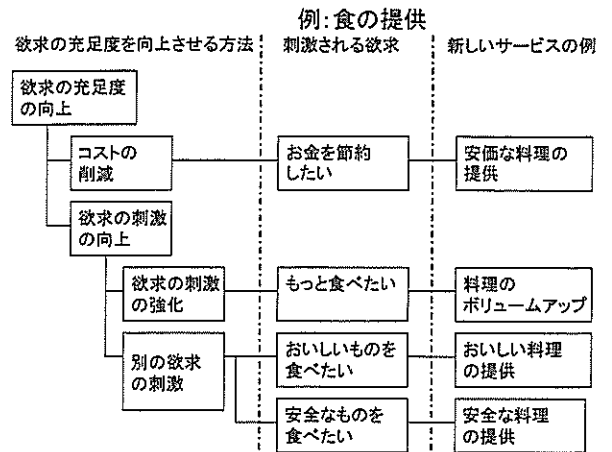 例:食の提供
欲求の充足度を向上させる方法
刺激される欲求
新しいサービスの例
欲求の充足度
の向上
コストの
削減
お金を節約
したい
安価な料理の
提供
欲求の刺激
の向上
欲求の刺激
の強化
もっと食べたい
料理の
ボリュームアップ
別の欲求
の刺激
おいしいものを
食べたい
おいしい料理
の提供
安全なものを
食べたい
安全な料理
の提供